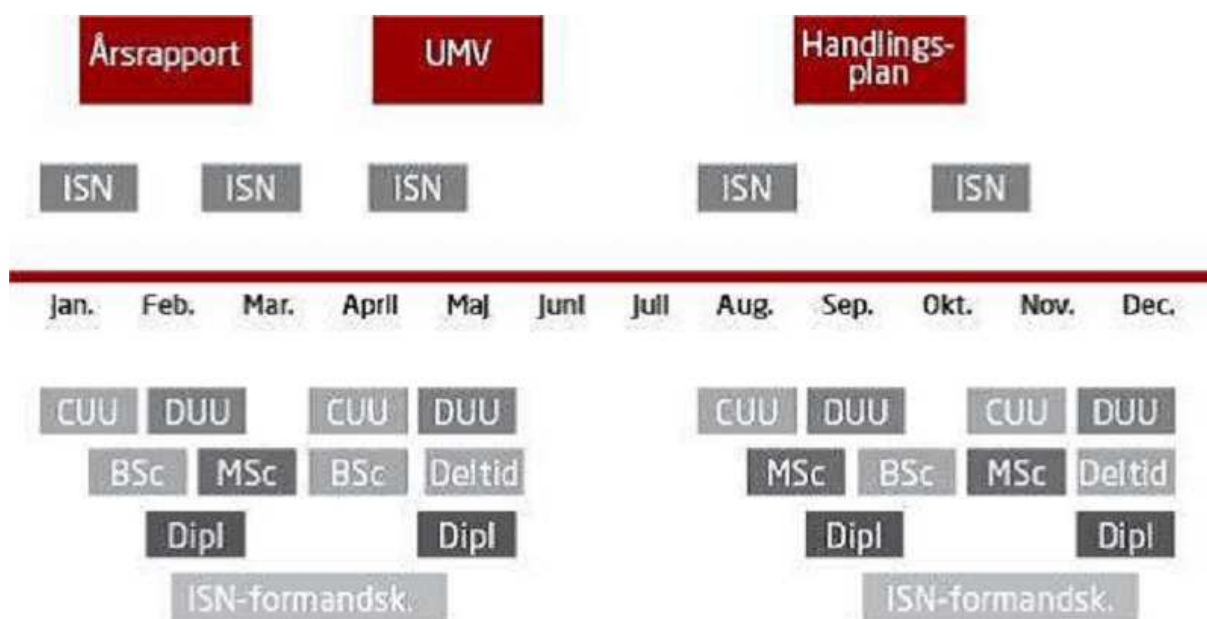 Årsrapport UMV Handlings-
plan
ISN ISN ISN ISN ISN
Jan. Feb. Mar. April Maj Juni Juli Aug. Sep. Okt. Nov. Dec.
CUU DUU CUU DUU CUU DUU CUU DUU
BSc MSc BSc Deltid MSc BSc MSc Deltid
Dipl Dipl Dipl Dipl
ISN-formandsk. ISN-formandsk.